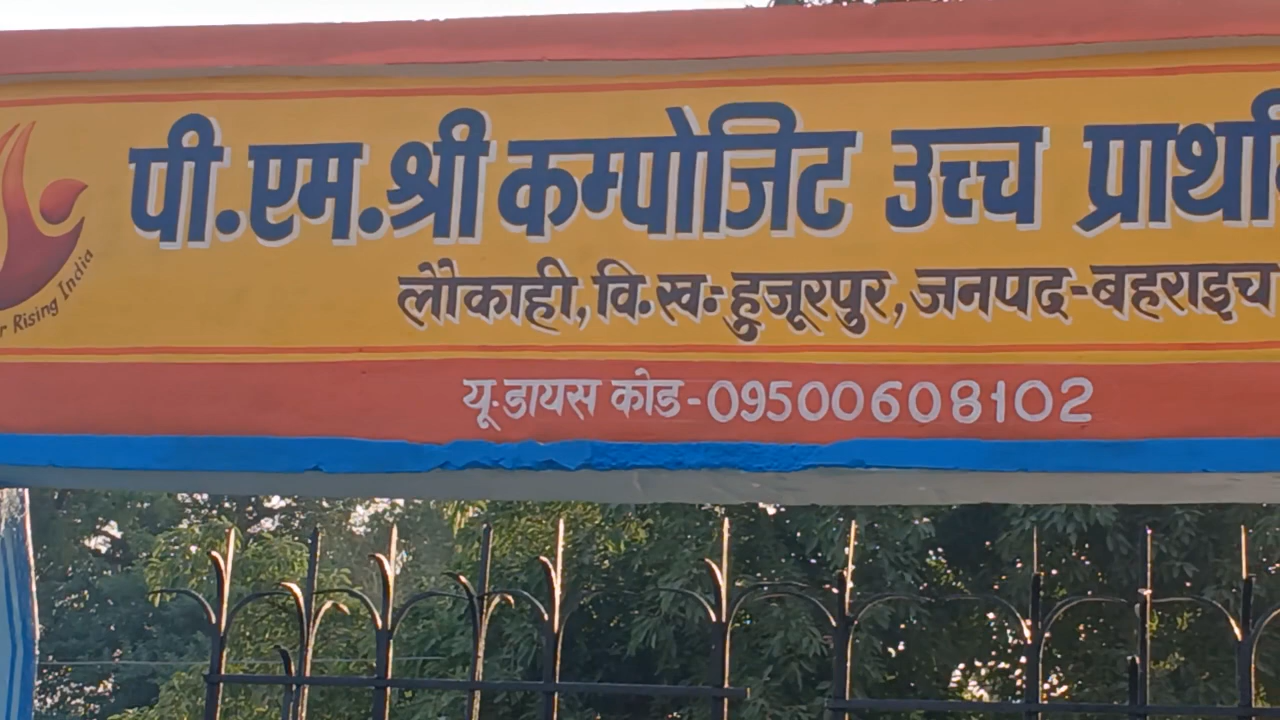 पी.एम.श्री कम्पोजिट उच्च
लौकाही, वि.ख.- हुजूरपुर, जनपद-बहराइच
यू-डायस कोड-09500608102
Rising India